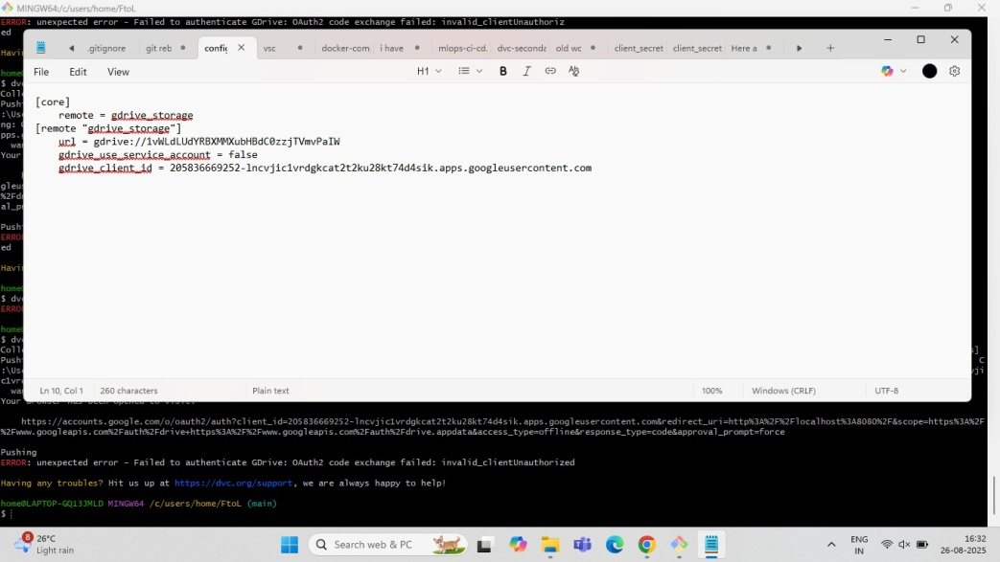 MINGW64:/c/users/home/FtoL
ERROR: unexpected error - Failed to authenticate GDrive: OAuth2 code exchange failed: invalid_clientUnauthoriz
ed
.gitignore git reb config vsc docker-com i have mlops-ci-cd. dvc-seconda old wc client_secret client_secret Here a
File Edit View H1
[core]
remote = gdrive_storage
[remote "gdrive_storage"]
url = gdrive://1vWLdLUdYRBXMMXubHBdC0zzjTVmvPaIW
gdrive_use_service_account = false
gdrive_client_id = 205836669252-lncvjic1vrdgkcat2t2ku28kt74d4sik.apps.googleusercontent.com
Ln 10, Col 1 260 characters Plain text 100% Windows (CRLF) UTF-8
https://accounts.google.com/o/oauth2/auth?client_id=205836669252-lncvjic1vrdgkcat2t2ku28kt74d4sik.apps.googleusercontent.com&redirect_uri=http%3A%2F%2Flocalhost%3A8080%2F&scope=https%3A%2F
%2Fwww.googleapis.com%2Fauth%2Fdrive+https%3A%2F%2Fwww.googleapis.com%2Fauth%2Fdrive.appdata&access_type=offline&response_type=code&approval_prompt=force
Pushing
ERROR: unexpected error - Failed to authenticate GDrive: OAuth2 code exchange failed: invalid_clientUnauthorized
Having any troubles? Hit us up at https://dvc.org/support, we are always happy to help!
home@LAPTOP-GQ13JMLD MINGW64 /c/users/home/FtoL (main)
$
8 26°C
Light rain
Search web & PC
ENG
IN
16:32
26-08-2025